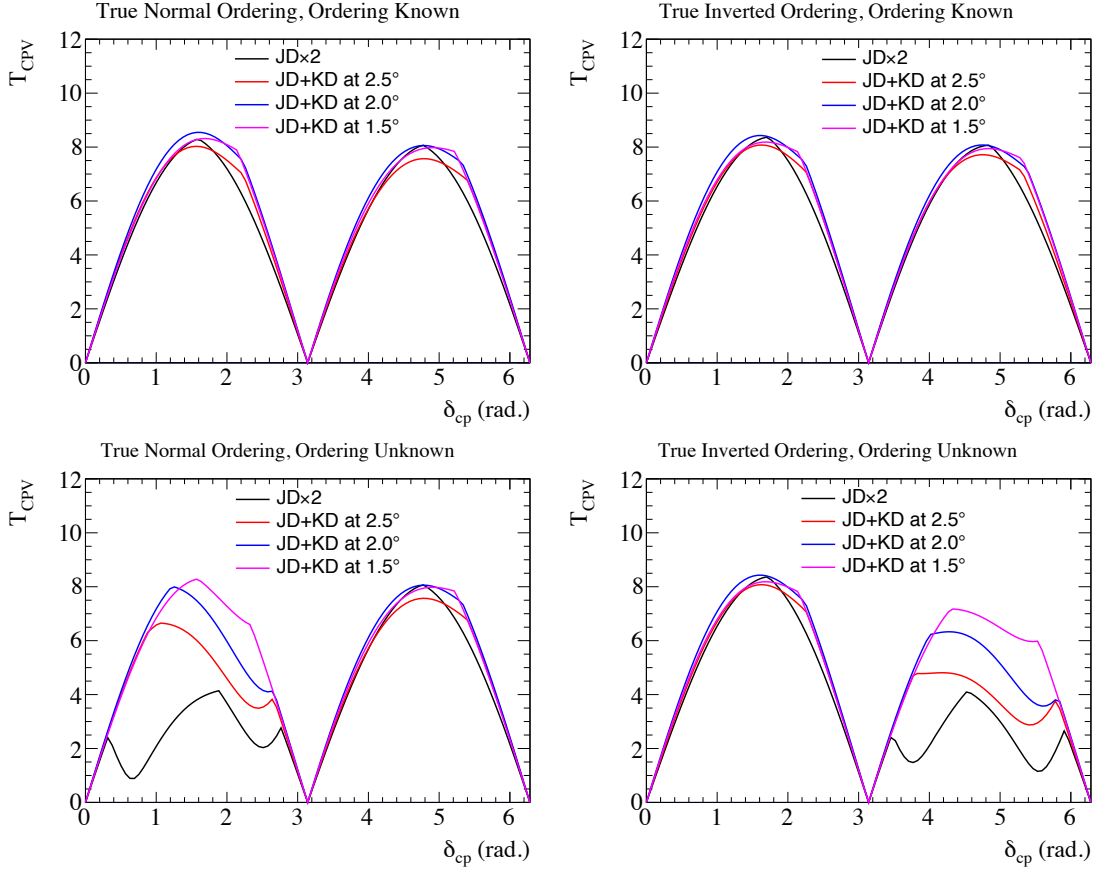 True Normal Ordering, Ordering Known
T_CPV
12
10
8
6
4
2
0
JD×2
JD+KD at 2.5°
JD+KD at 2.0°
JD+KD at 1.5°
0 1 2 3 4 5 6
δcp (rad.)
True Inverted Ordering, Ordering Known
T_CPV
12
10
8
6
4
2
0
JD×2
JD+KD at 2.5°
JD+KD at 2.0°
JD+KD at 1.5°
0 1 2 3 4 5 6
δcp (rad.)
True Normal Ordering, Ordering Unknown
T_CPV
12
10
8
6
4
2
0
JD×2
JD+KD at 2.5°
JD+KD at 2.0°
JD+KD at 1.5°
0 1 2 3 4 5 6
δcp (rad.)
True Inverted Ordering, Ordering Unknown
T_CPV
12
10
8
6
4
2
0
JD×2
JD+KD at 2.5°
JD+KD at 2.0°
JD+KD at 1.5°
0 1 2 3 4 5 6
δcp (rad.)